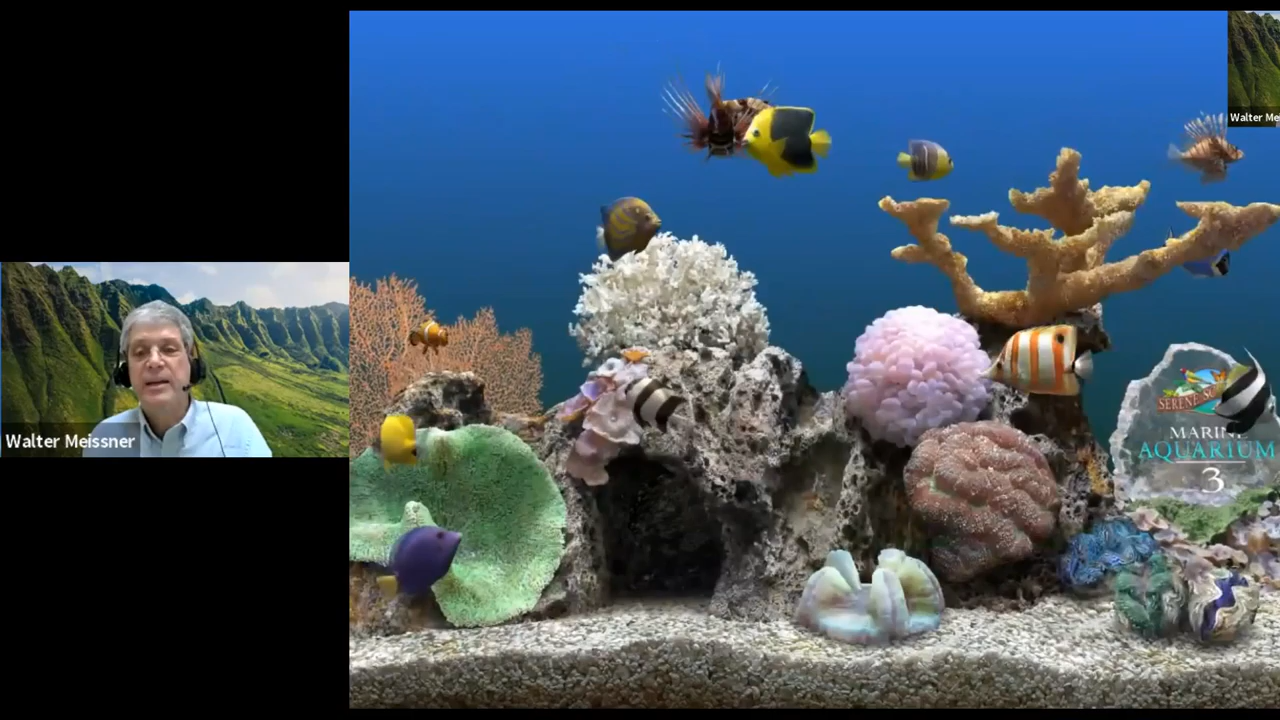 Walter Meissner
Walter Me
SERENE S
MARINE
AQUARIUM
3